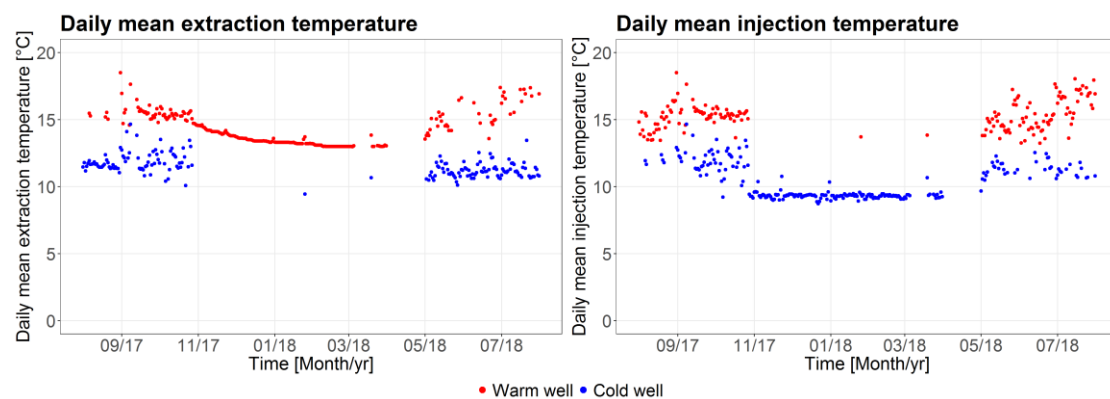 Daily mean extraction temperature
Daily mean extraction temperature [°C]
20
15
10
5
0
09/17 11/17 01/18 03/18 05/18 07/18
Time [Month/yr]
Daily mean injection temperature
Daily mean injection temperature [°C]
20
15
10
5
0
09/17 11/17 01/18 03/18 05/18 07/18
Time [Month/yr]
Warm well Cold well